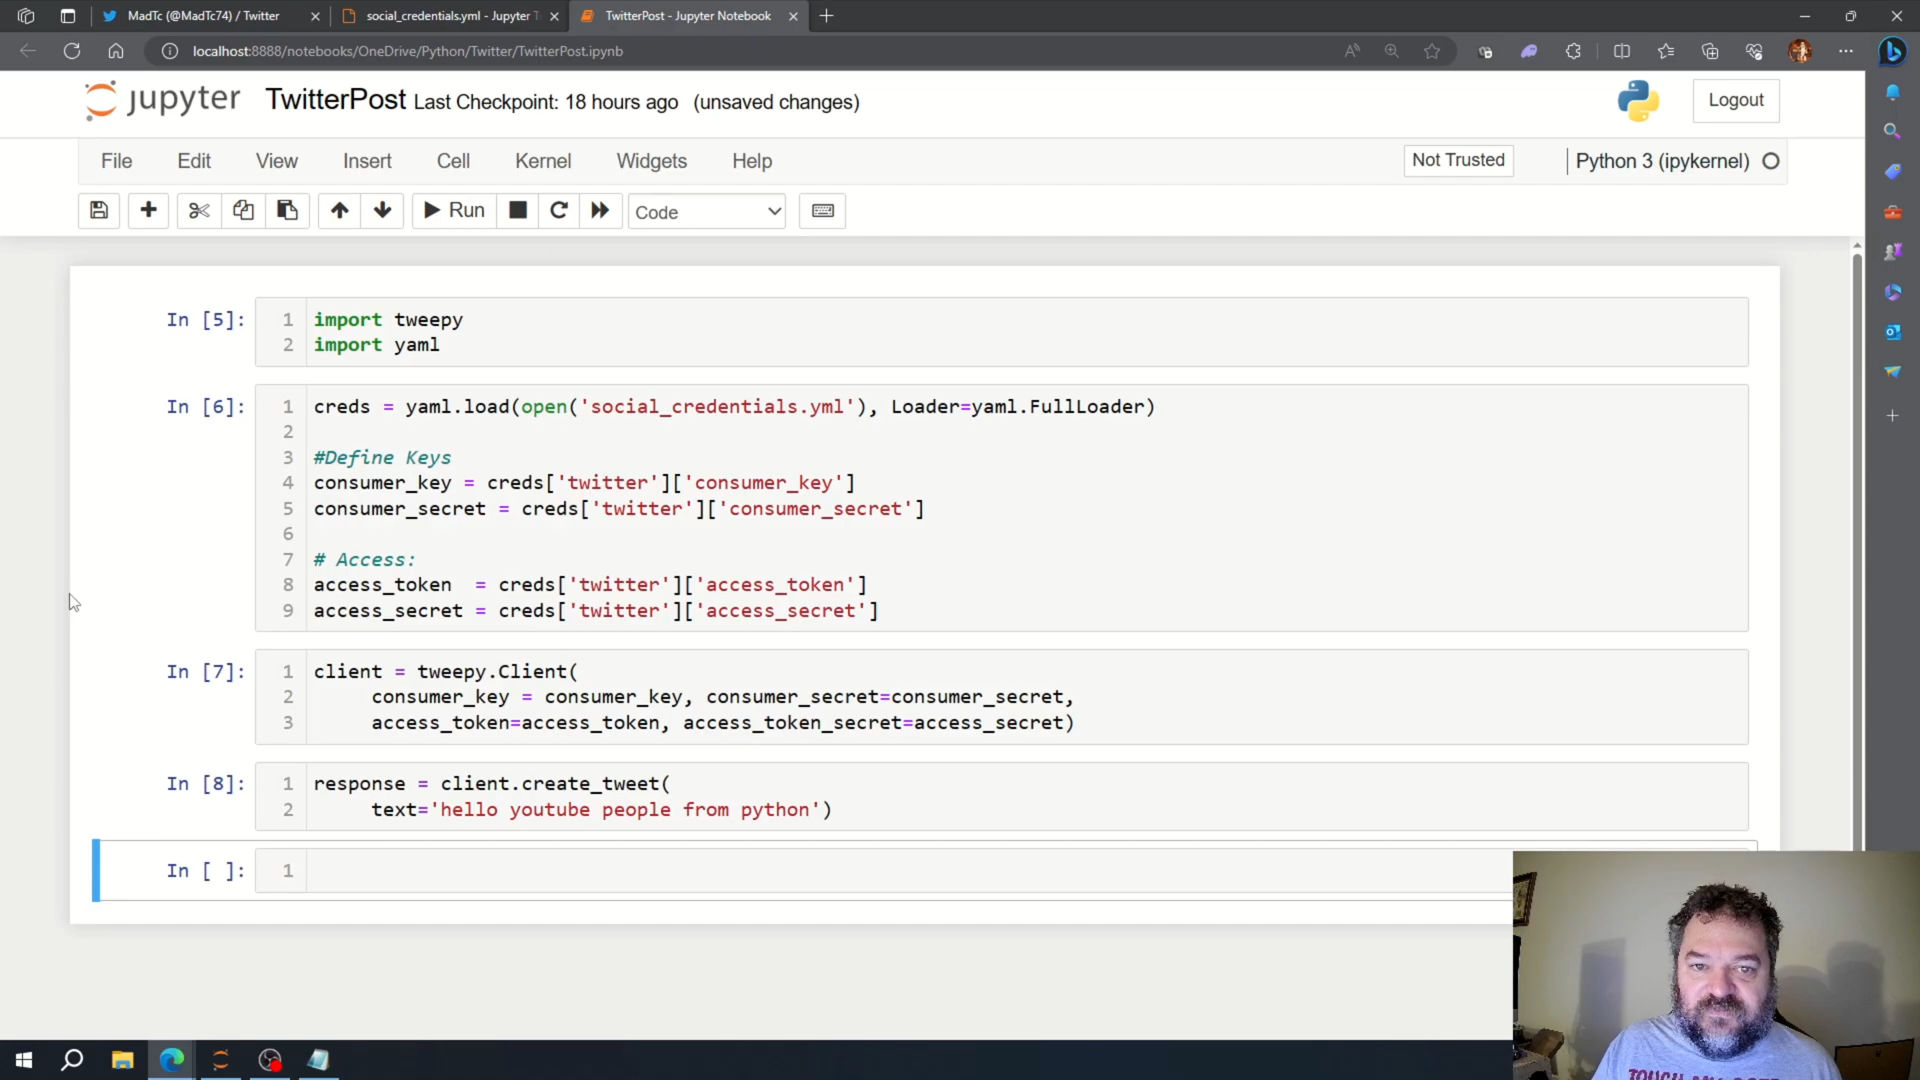 MadTc (@MadTc74) / Twitter
social_credentials.yml - Jupyter T
TwitterPost - Jupyter Notebook
localhost:8888/notebooks/OneDrive/Python/Twitter/TwitterPost.ipynb
jupyter TwitterPost Last Checkpoint: 18 hours ago (unsaved changes)
Logout
File Edit View Insert Cell Kernel Widgets Help
Not Trusted
Python 3 (ipykernel)
Run
Code
In [5]:
1 import tweepy
2 import yaml
In [6]:
1 creds = yaml.load(open('social_credentials.yml'), Loader=yaml.FullLoader)
2
3 #Define Keys
4 consumer_key = creds['twitter']['consumer_key']
5 consumer_secret = creds['twitter']['consumer_secret']
6
7 # Access:
8 access_token  = creds['twitter']['access_token']
9 access_secret = creds['twitter']['access_secret']
In [7]:
1 client = tweepy.Client(
2 consumer_key = consumer_key, consumer_secret=consumer_secret,
3 access_token=access_token, access_token_secret=access_secret)
In [8]:
1 response = client.create_tweet(
2 text='hello youtube people from python')
In [ ]:
1
TOUCH MY